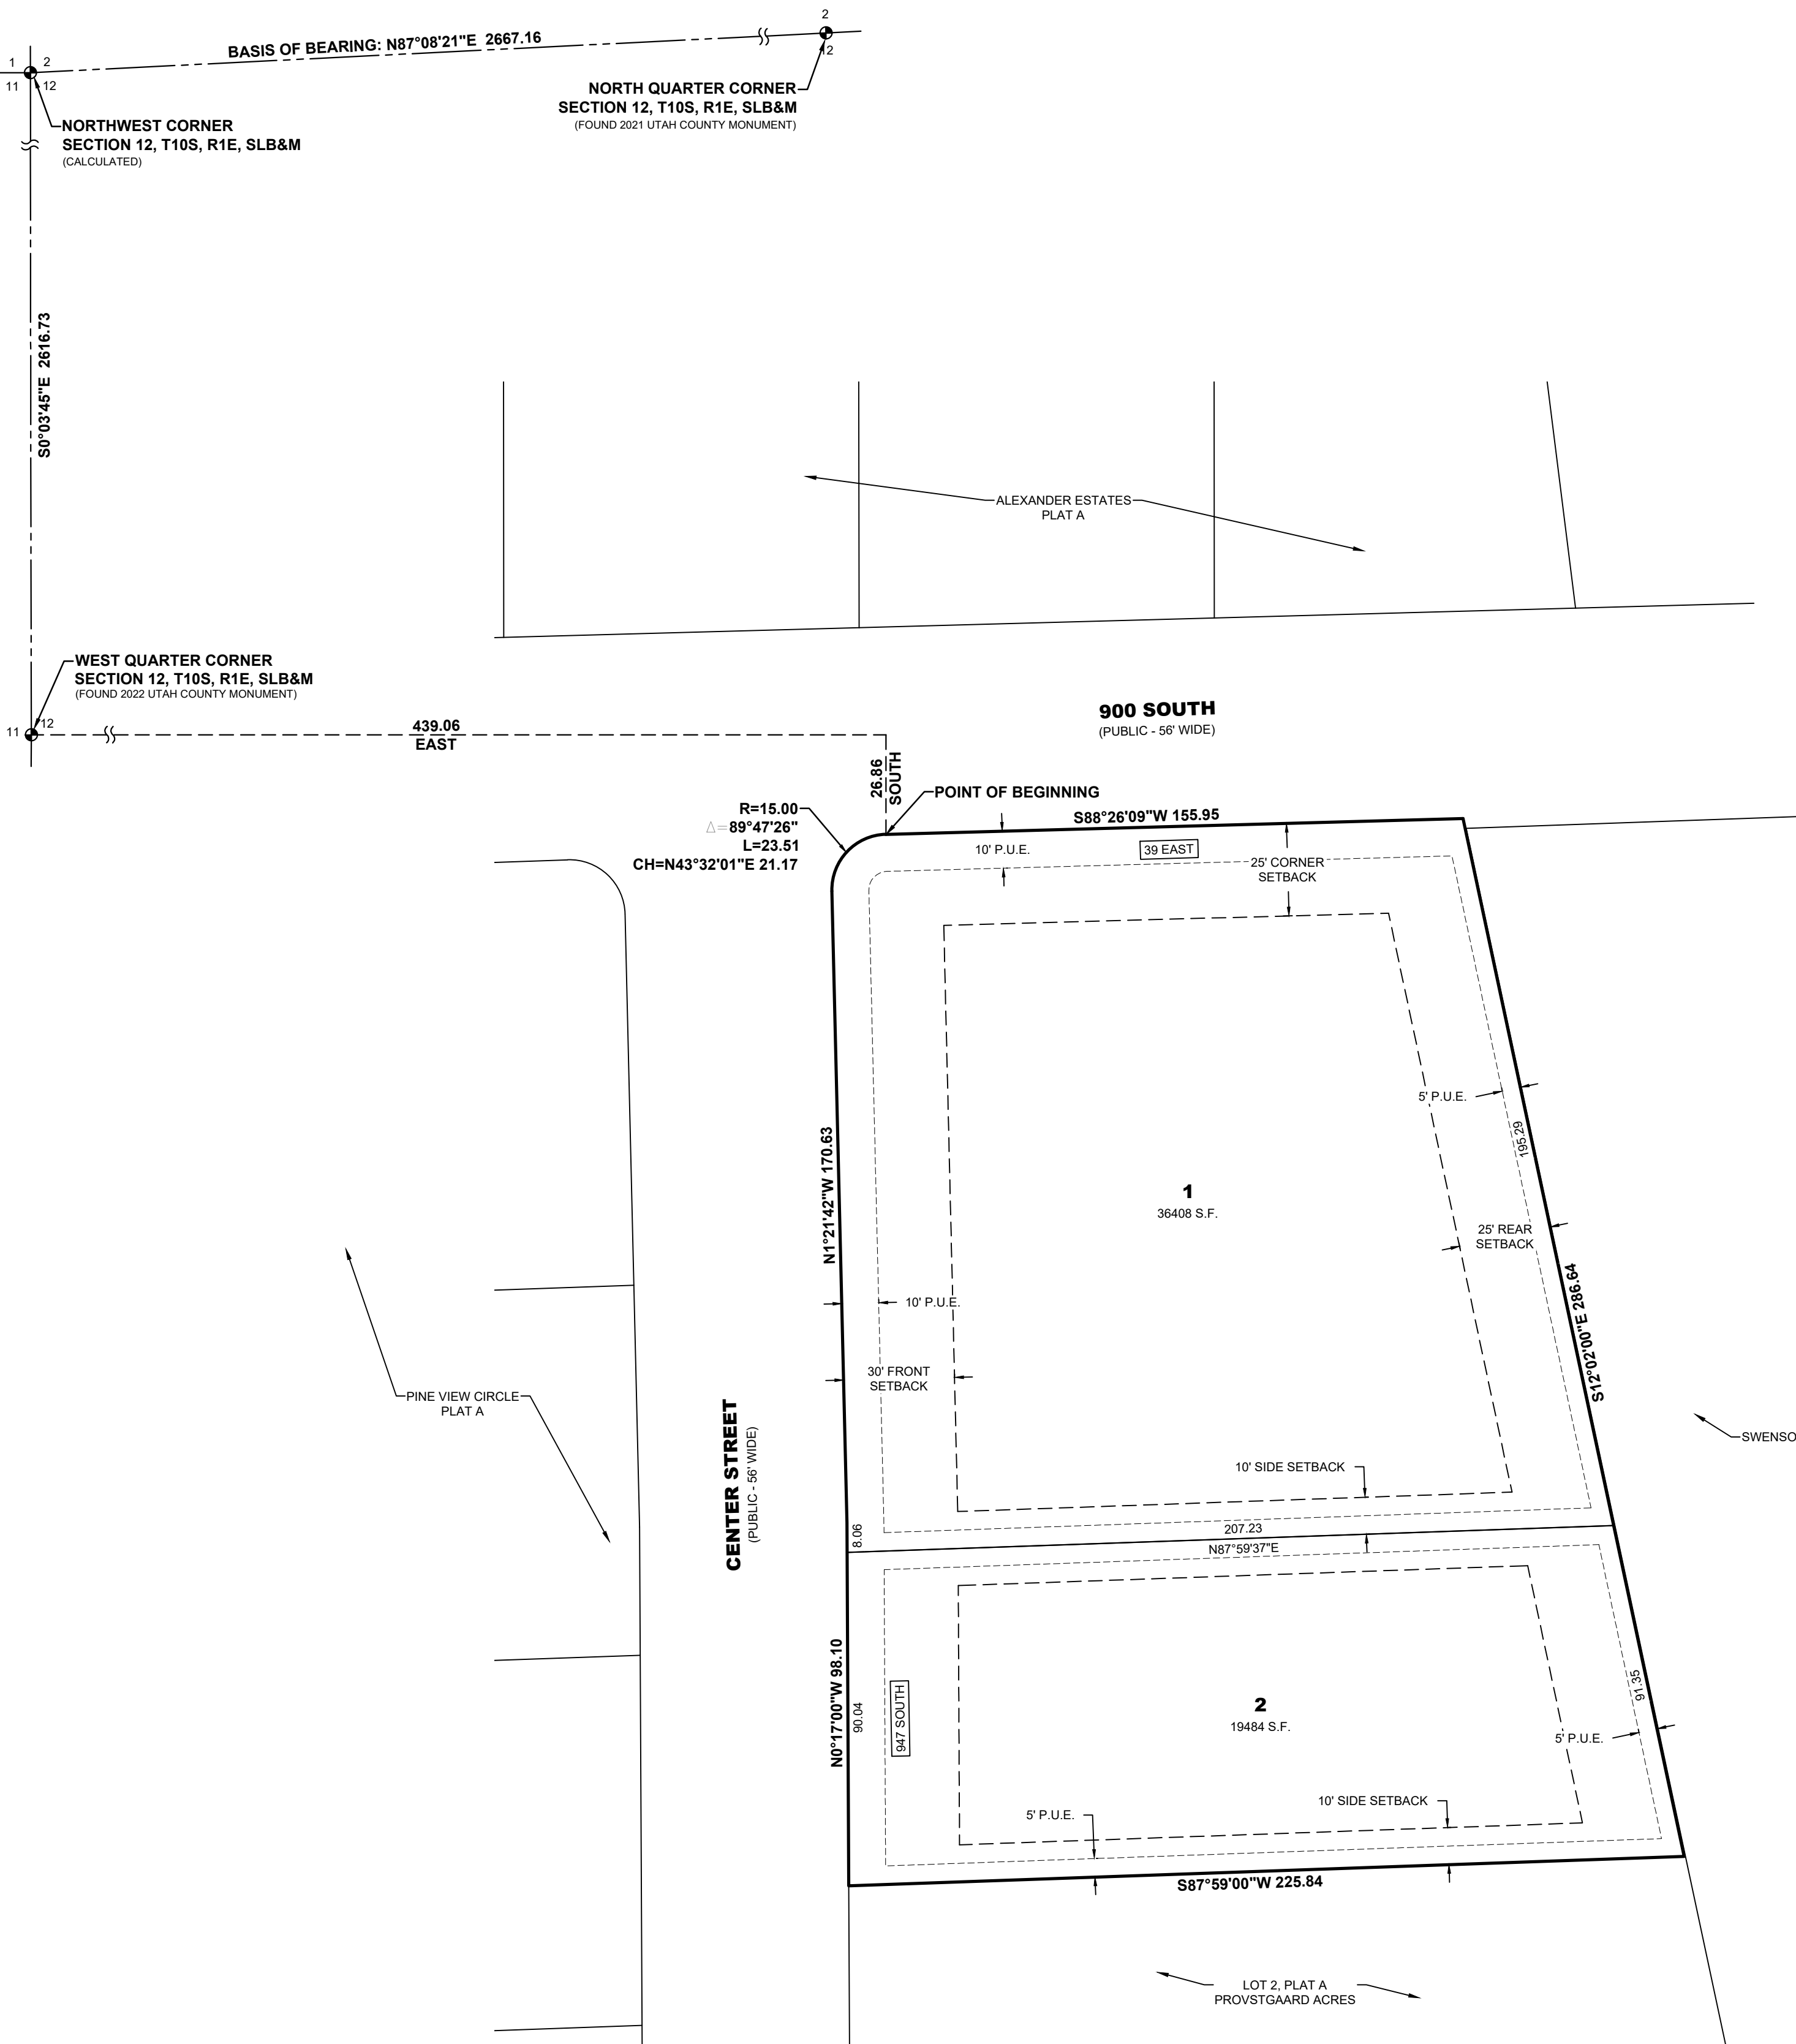 2
BASIS OF BEARING: N87°08'21"E 2667.16
12
1 2
11 12
NORTH QUARTER CORNER
SECTION 12, T10S, R1E, SLB&M
(FOUND 2021 UTAH COUNTY MONUMENT)
NORTHWEST CORNER
SECTION 12, T10S, R1E, SLB&M
(CALCULATED)
S0°03'45"E 2616.73
ALEXANDER ESTATES
PLAT A
WEST QUARTER CORNER
SECTION 12, T10S, R1E, SLB&M
(FOUND 2022 UTAH COUNTY MONUMENT)
11 12
439.06
EAST
900 SOUTH
(PUBLIC - 56' WIDE)
26.86
SOUTH
POINT OF BEGINNING
R=15.00
Δ=89°47'26"
L=23.51
CH=N43°32'01"E 21.17
S88°26'09"W 155.95
10' P.U.E.
39 EAST
25' CORNER
SETBACK
5' P.U.E.
195.29
N1°21'42"W 170.63
1
36408 S.F.
25' REAR
SETBACK
S12°02'00"E 286.64
10' P.U.E.
30' FRONT
SETBACK
PINE VIEW CIRCLE
PLAT A
CENTER STREET
(PUBLIC - 56' WIDE)
SWENSO
10' SIDE SETBACK
8.06
207.23
N87°59'37"E
N0°17'00"W 98.10
90.04
947 SOUTH
2
19484 S.F.
91.35
5' P.U.E.
10' SIDE SETBACK
5' P.U.E.
S87°59'00"W 225.84
LOT 2, PLAT A
PROVSTGAARD ACRES